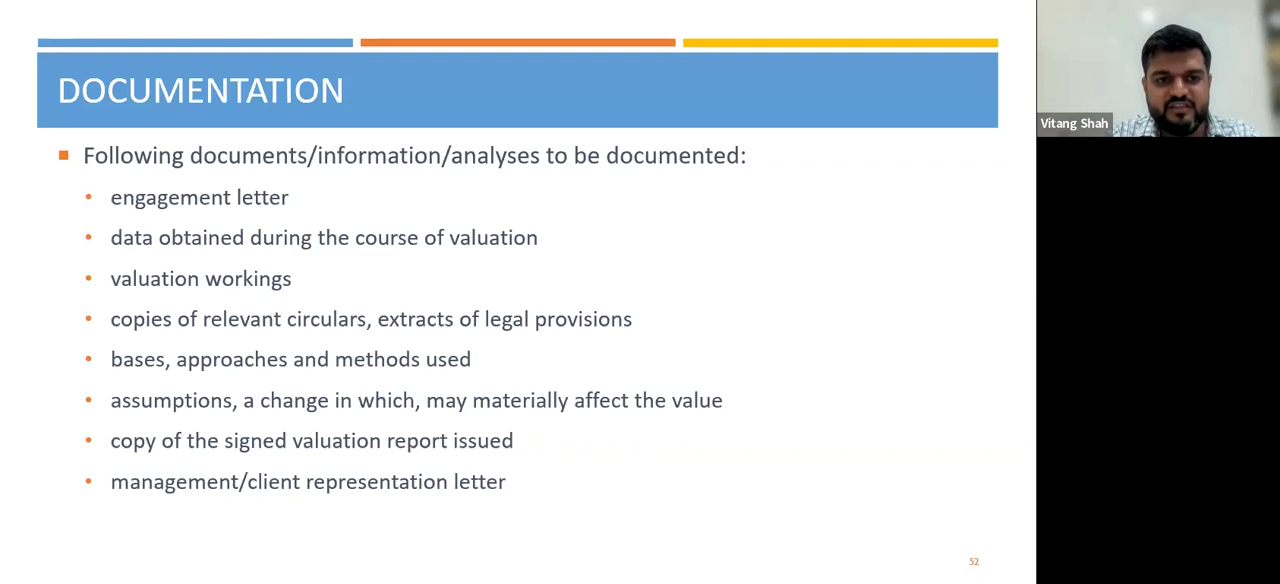 DOCUMENTATION
Following documents/information/analyses to be documented:
engagement letter
data obtained during the course of valuation
valuation workings
copies of relevant circulars, extracts of legal provisions
bases, approaches and methods used
assumptions, a change in which, may materially affect the value
copy of the signed valuation report issued
management/client representation letter
52
Vitang Shah